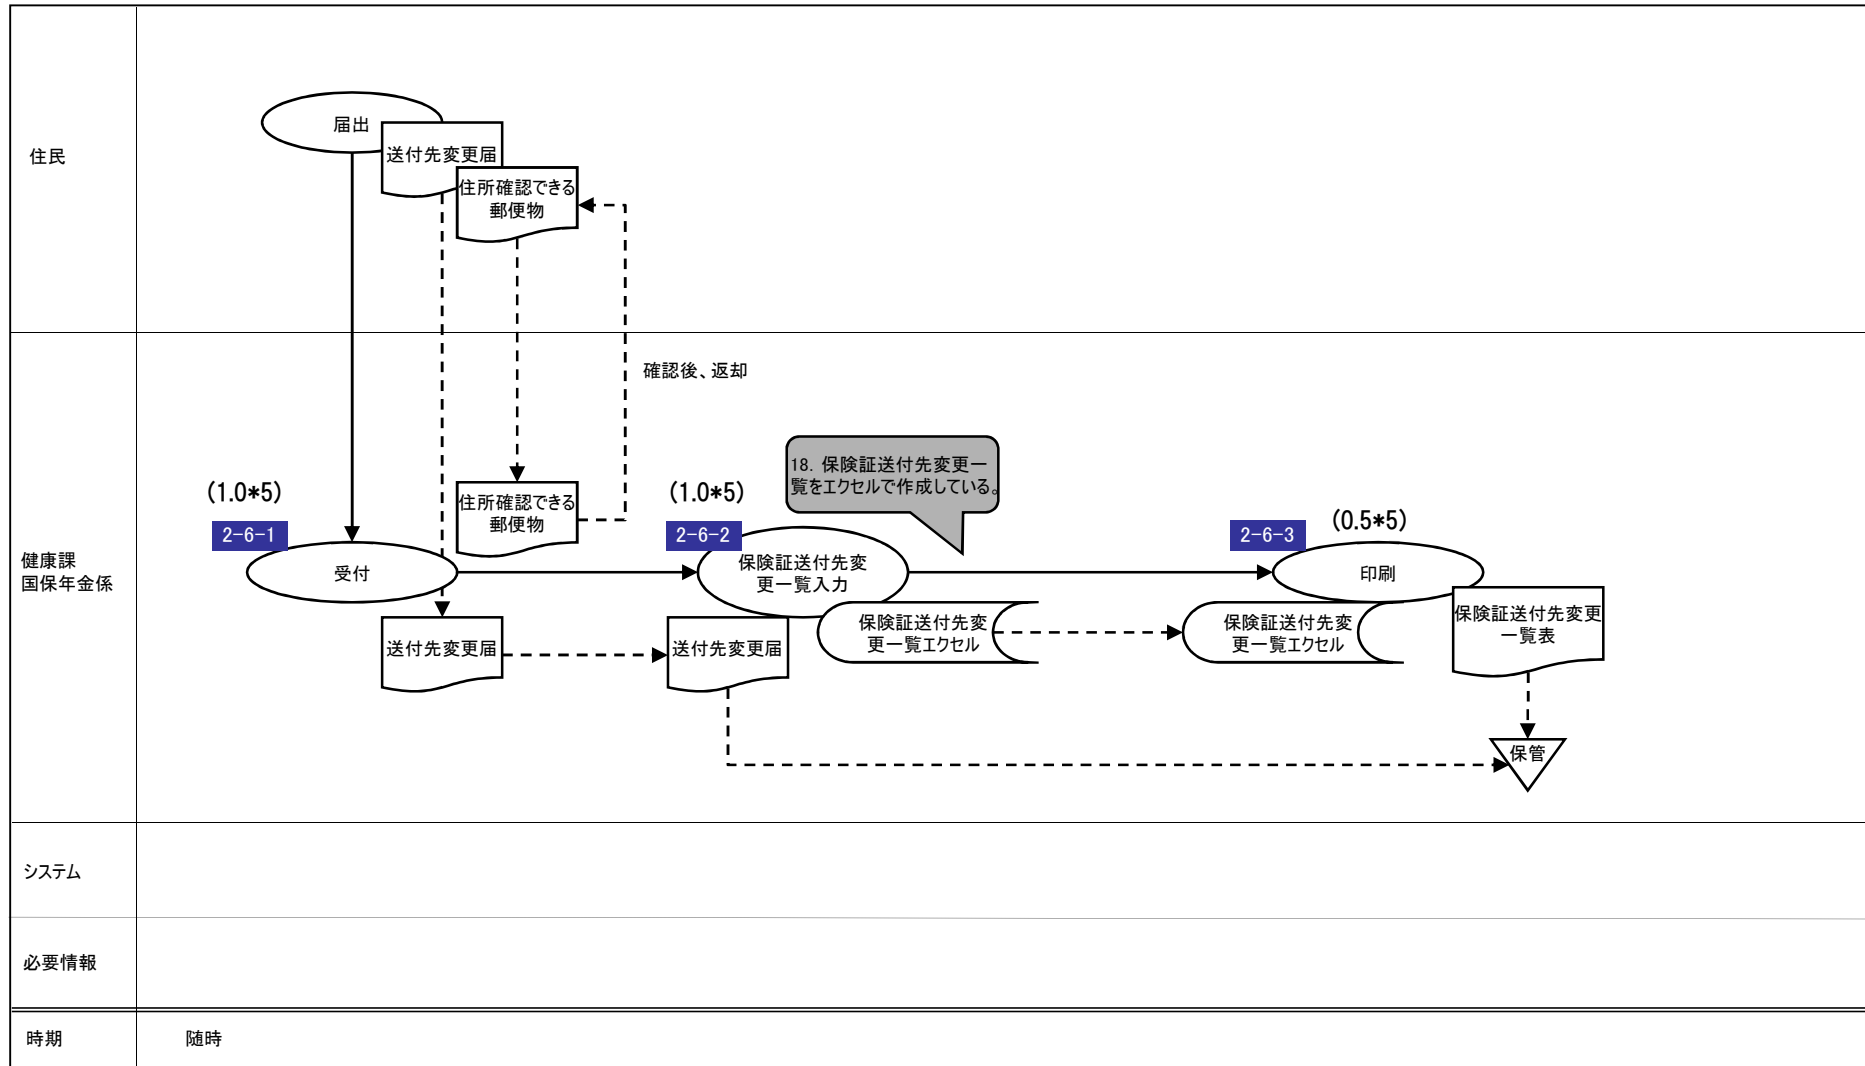 住民
届出
送付先変更届
住所確認できる
郵便物
確認後、返却
健康課
国保年金係
(1.0*5)
2-6-1
受付
住所確認できる
郵便物
送付先変更届
(1.0*5)
2-6-2
保険証送付先変
更一覧入力
18. 保険証送付先変更一
覧をエクセルで作成している。
送付先変更届
保険証送付先変
更一覧エクセル
2-6-3
(0.5*5)
印刷
保険証送付先変
更一覧エクセル
保険証送付先変更
一覧表
保管
システム
必要情報
時期
随時